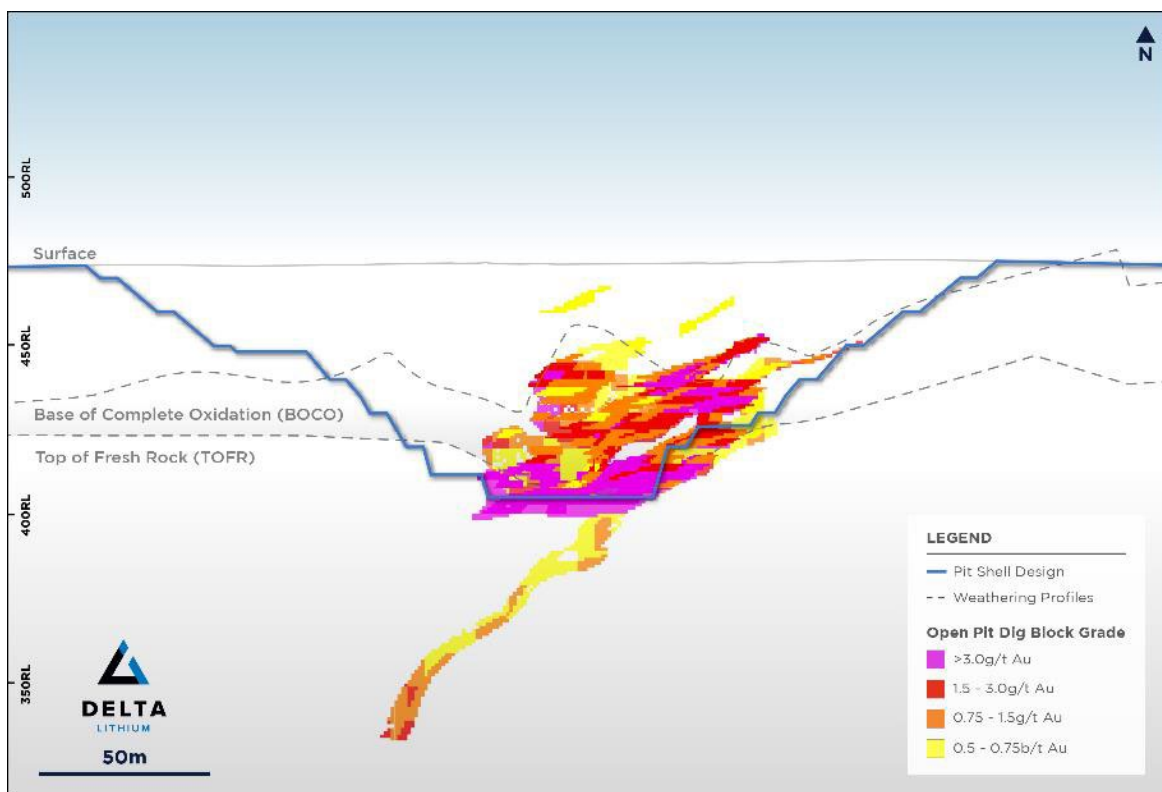 N
500RL
Surface
450RL
Base of Complete Oxidation (BOCO)
Top of Fresh Rock (TOFR)
400RL
350RL
DELTA
LITHIUM
50m
LEGEND
Pit Shell Design
Weathering Profiles
Open Pit Dig Block Grade
>3.0g/t Au
1.5 - 3.0g/t Au
0.75 - 1.5g/t Au
0.5 - 0.75b/t Au